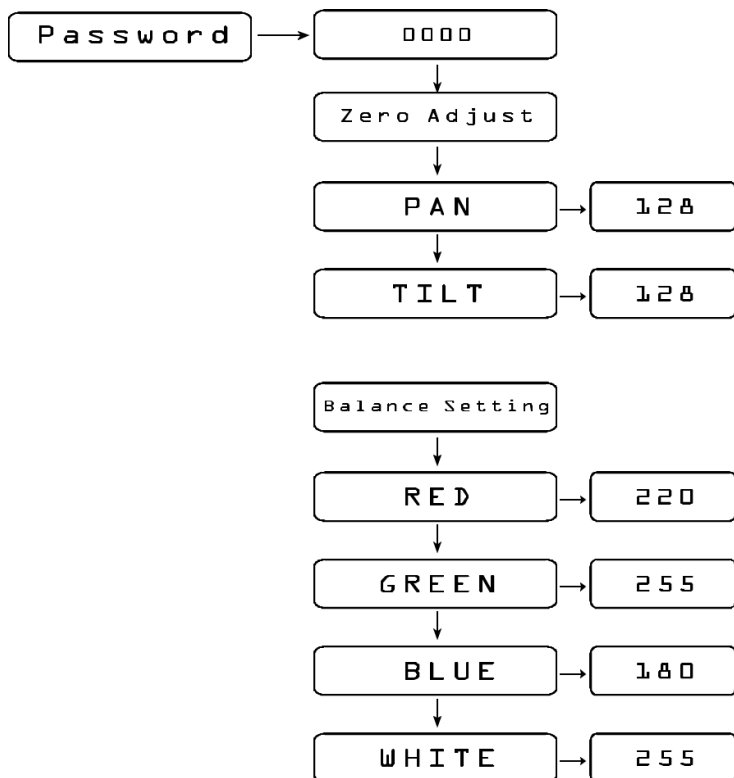 Password
0000
Zero Adjust
PAN
128
TILT
128
Balance Setting
RED
220
GREEN
255
BLUE
180
WHITE
255